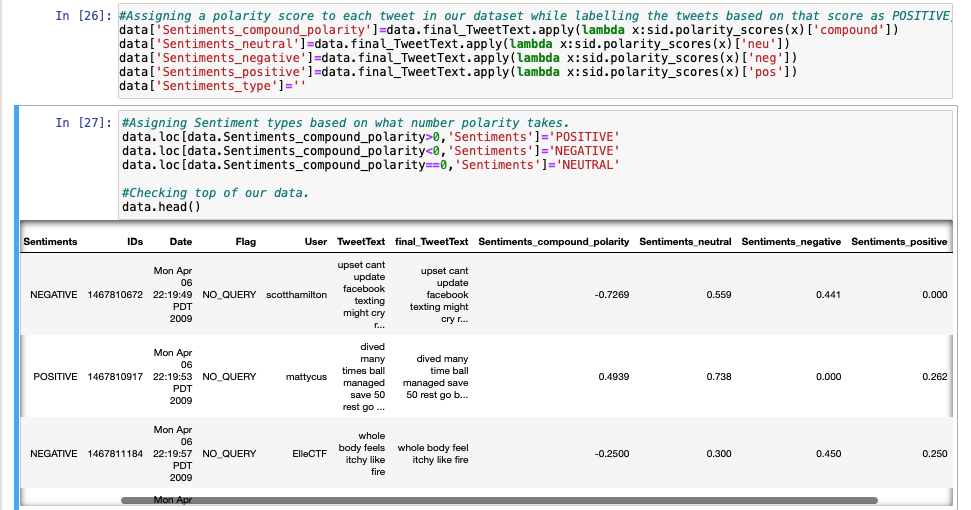 In [26]: #Assigning a polarity score to each tweet in our dataset while labelling the tweets based on that score as POSITIVE,
data['Sentiments_compound_polarity']=data.final_TweetText.apply(lambda x:sid.polarity_scores(x)['compound'])
data['Sentiments_neutral']=data.final_TweetText.apply(lambda x:sid.polarity_scores(x)['neu'])
data['Sentiments_negative']=data.final_TweetText.apply(lambda x:sid.polarity_scores(x)['neg'])
data['Sentiments_positive']=data.final_TweetText.apply(lambda x:sid.polarity_scores(x)['pos'])
data['Sentiments_type']=''
In [27]: #Asigning Sentiment types based on what number polarity takes.
data.loc[data.Sentiments_compound_polarity>0,'Sentiments']='POSITIVE'
data.loc[data.Sentiments_compound_polarity<0,'Sentiments']='NEGATIVE'
data.loc[data.Sentiments_compound_polarity==0,'Sentiments']='NEUTRAL'
#Checking top of our data.
data.head()
Sentiments IDs Date Flag User TweetText final_TweetText Sentiments_compound_polarity Sentiments_neutral Sentiments_negative Sentiments_positive
NEGATIVE 1467810672
Mon Apr
06
22:19:49
PDT
2009
NO_QUERY scotthamilton
upset cant
update
facebook
texting
might cry
r...
upset cant
update
facebook
texting might
cry r...
-0.7269 0.559 0.441 0.000
POSITIVE 1467810917
Mon Apr
06
22:19:53
PDT
2009
NO_QUERY mattycus
dived
many
times ball
managed
save 50
rest go ...
dived many
time ball
managed save
50 rest go b...
0.4939 0.738 0.000 0.262
NEGATIVE 1467811184
Mon Apr
06
22:19:57
PDT
2009
NO_QUERY ElleCTF
whole
body feels
itchy like
fire
whole body feel
itchy like fire
-0.2500 0.300 0.450 0.250
Mon Apr